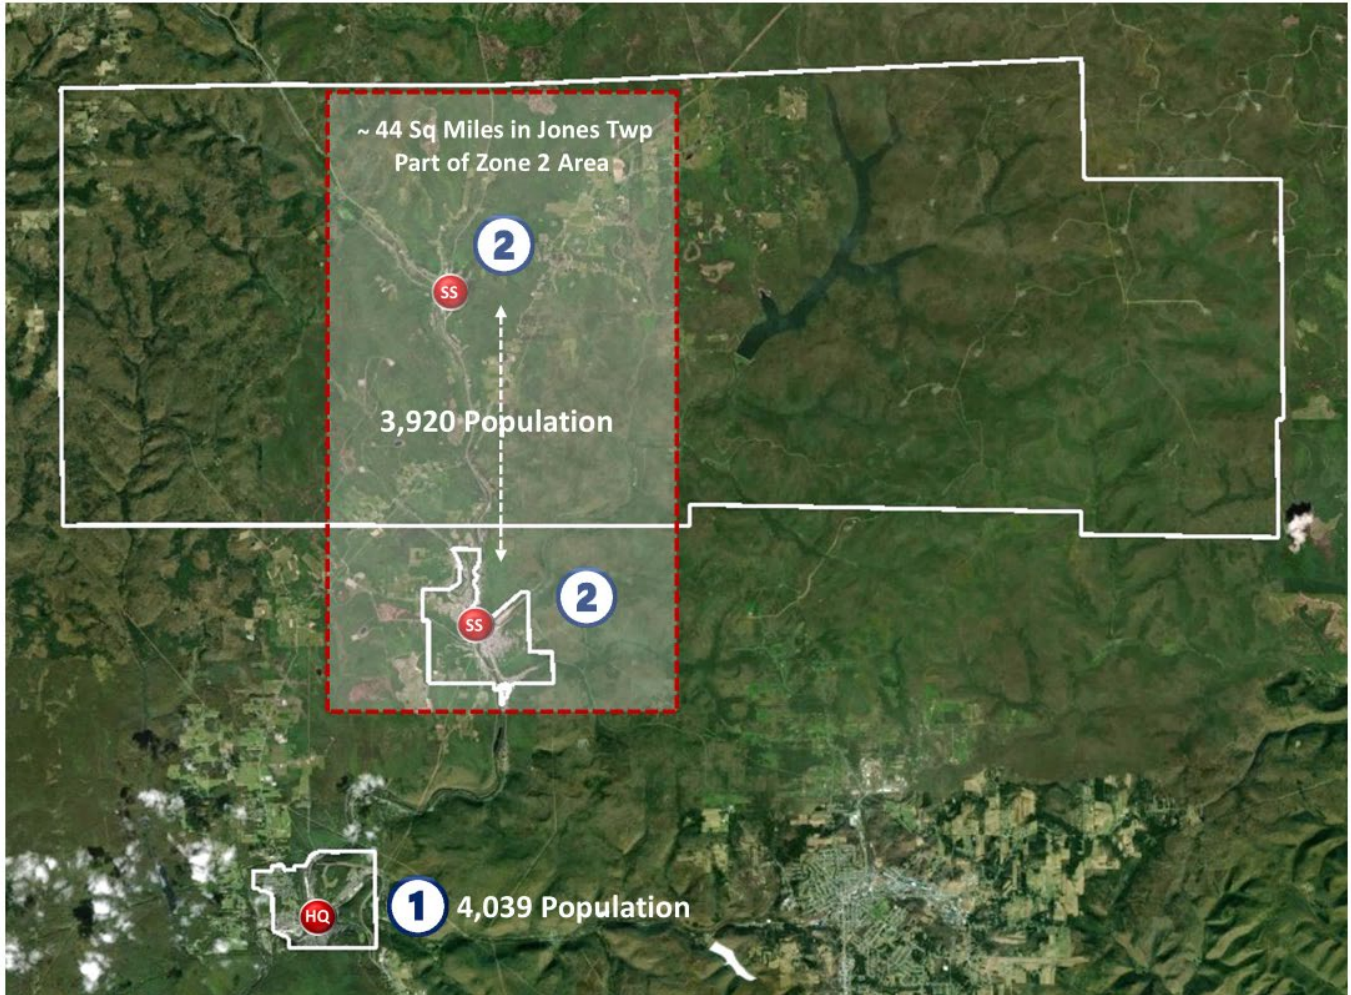 ~ 44 Sq Miles in Jones Twp
Part of Zone 2 Area
2
SS
3,920 Population
2
SS
1
4,039 Population
HQ